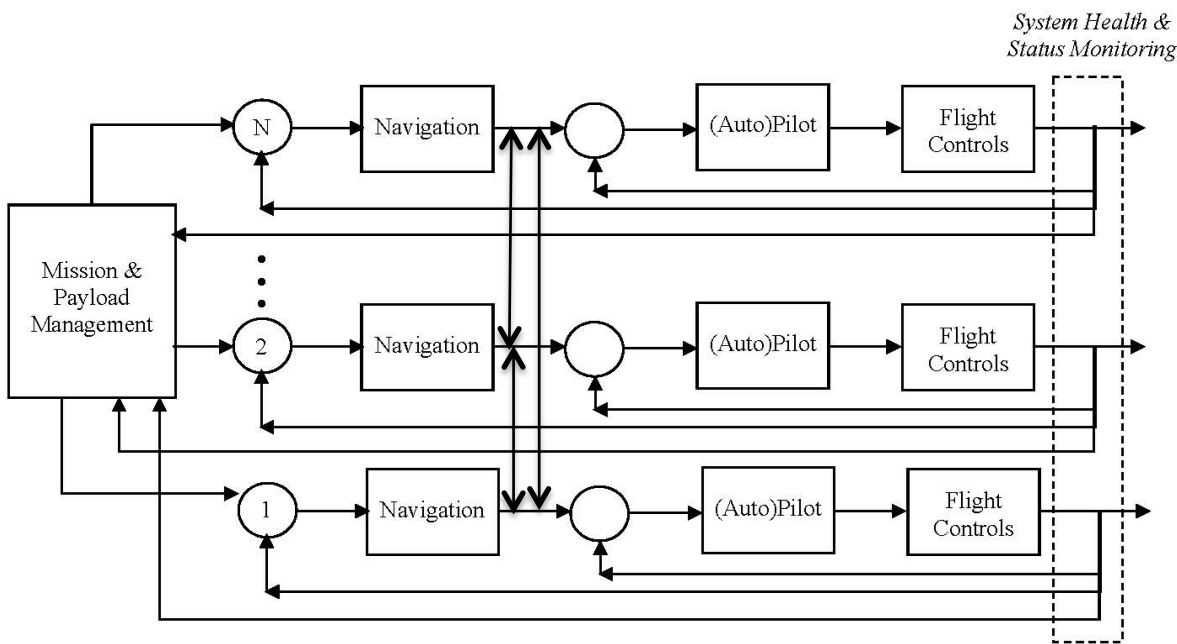 System Health &
Status Monitoring
N
Navigation
(Auto)Pilot
Flight
Controls
Mission &
Payload
Management
2
Navigation
(Auto)Pilot
Flight
Controls
1
Navigation
(Auto)Pilot
Flight
Controls